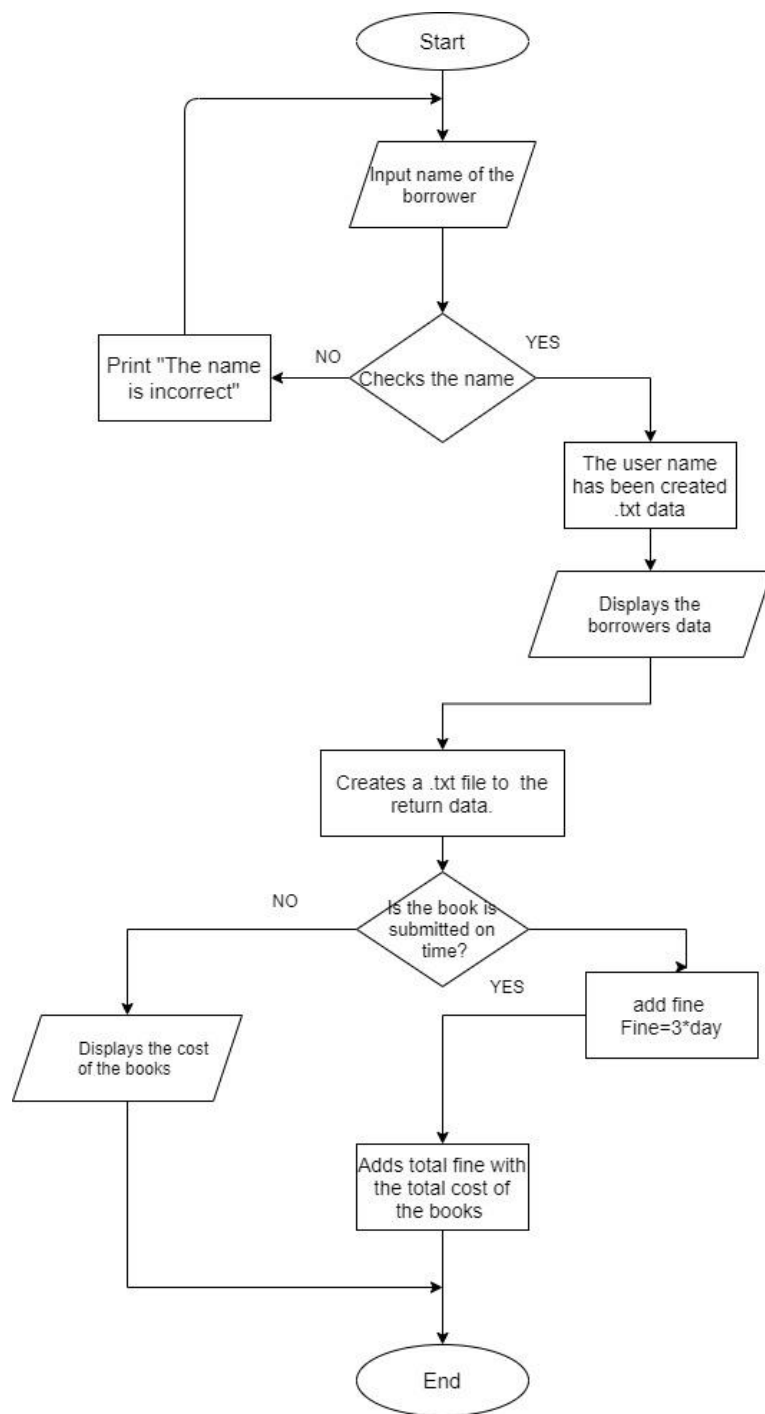 Start
Input name of the
borrower
NO
YES
Print "The name
is incorrect"
Checks the name
The user name
has been created
.txt data
Displays the
borrowers data
Creates a .txt file to the
return data.
NO
Is the book is
submitted on
time?
YES
add fine
Fine=3*day
Displays the cost
of the books
Adds total fine with
the total cost of
the books
End